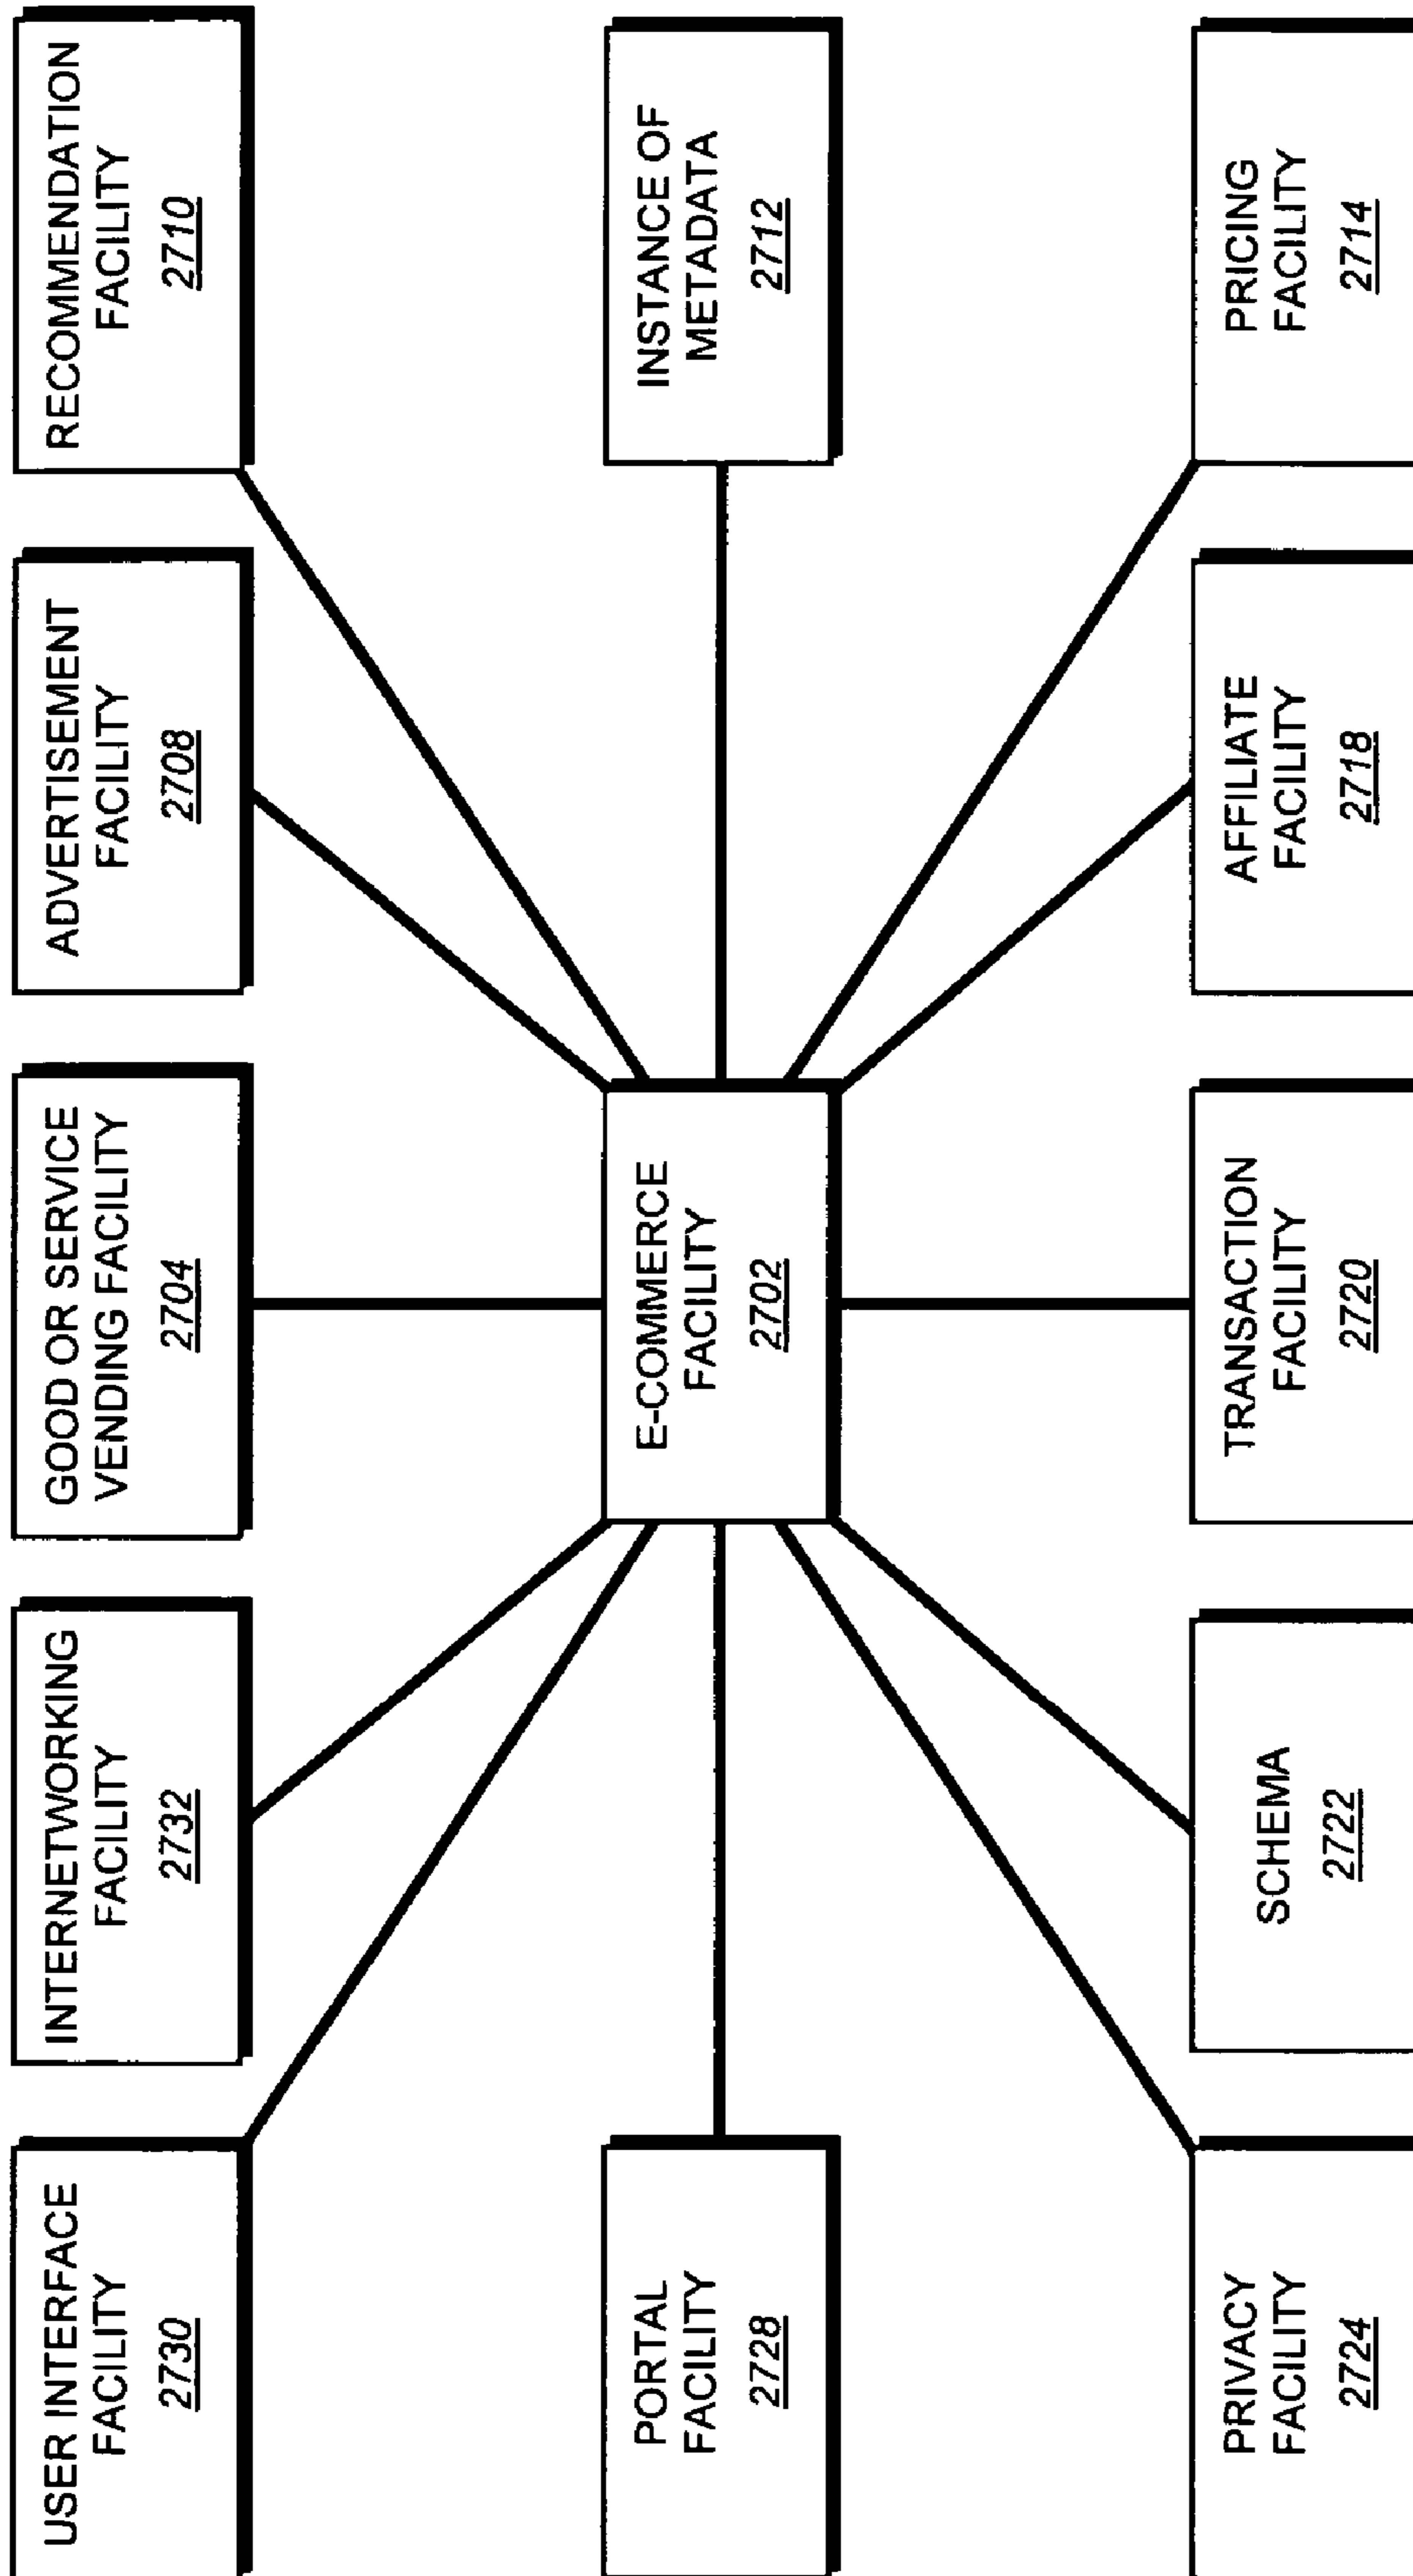 USER INTERFACE
FACILITY
2730
INTERNETWORKING
FACILITY
2732
GOOD OR SERVICE
VENDING FACILITY
2704
ADVERTISEMENT
FACILITY
2708
RECOMMENDATION
FACILITY
2710
PORTAL
FACILITY
2728
E-COMMERCE
FACILITY
2702
INSTANCE OF
METADATA
2712
PRIVACY
FACILITY
2724
SCHEMA
2722
TRANSACTION
FACILITY
2720
AFFILIATE
FACILITY
2718
PRICING
FACILITY
2714